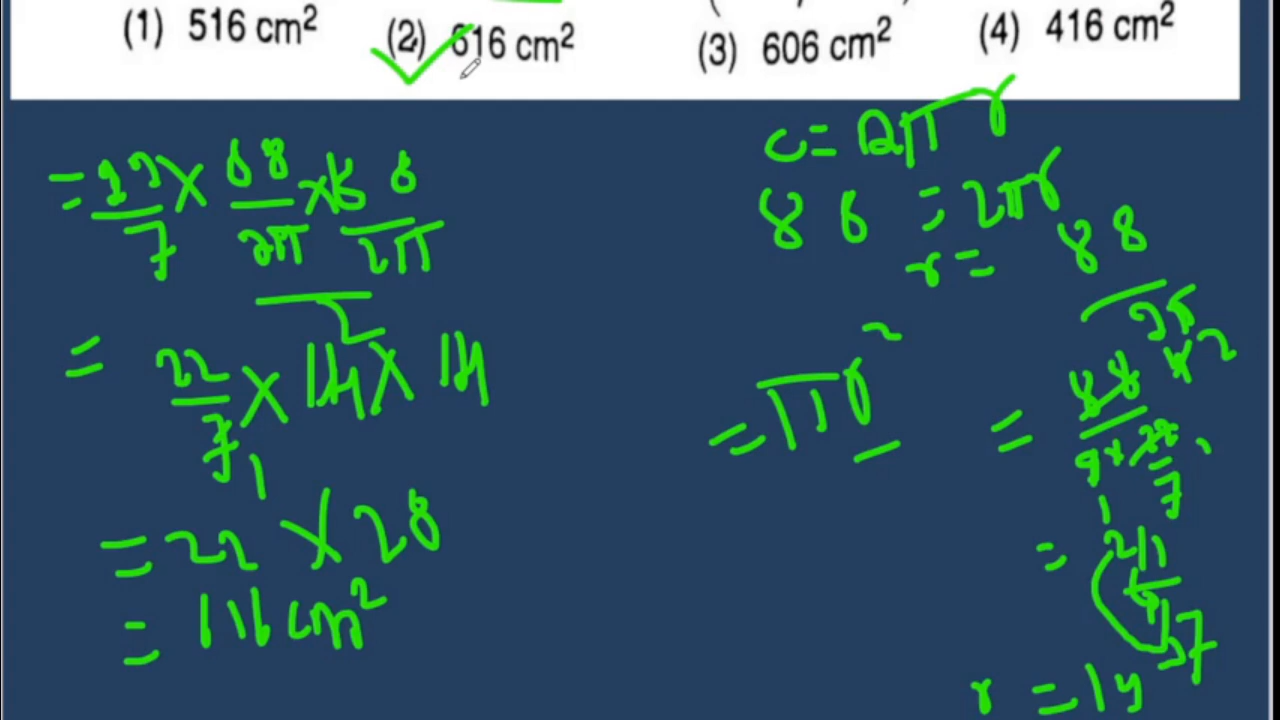 (1) 516 cm² (2) 616 cm² (3) 606 cm² (4) 416 cm²
c = 2πr
88 = 2πr
r = 88 / 2π
= 22/7 × 88/2π × 88/2π
= πr²
= 22/7 × 14 × 14
= 22 × 28
= 616 cm²
r = 14